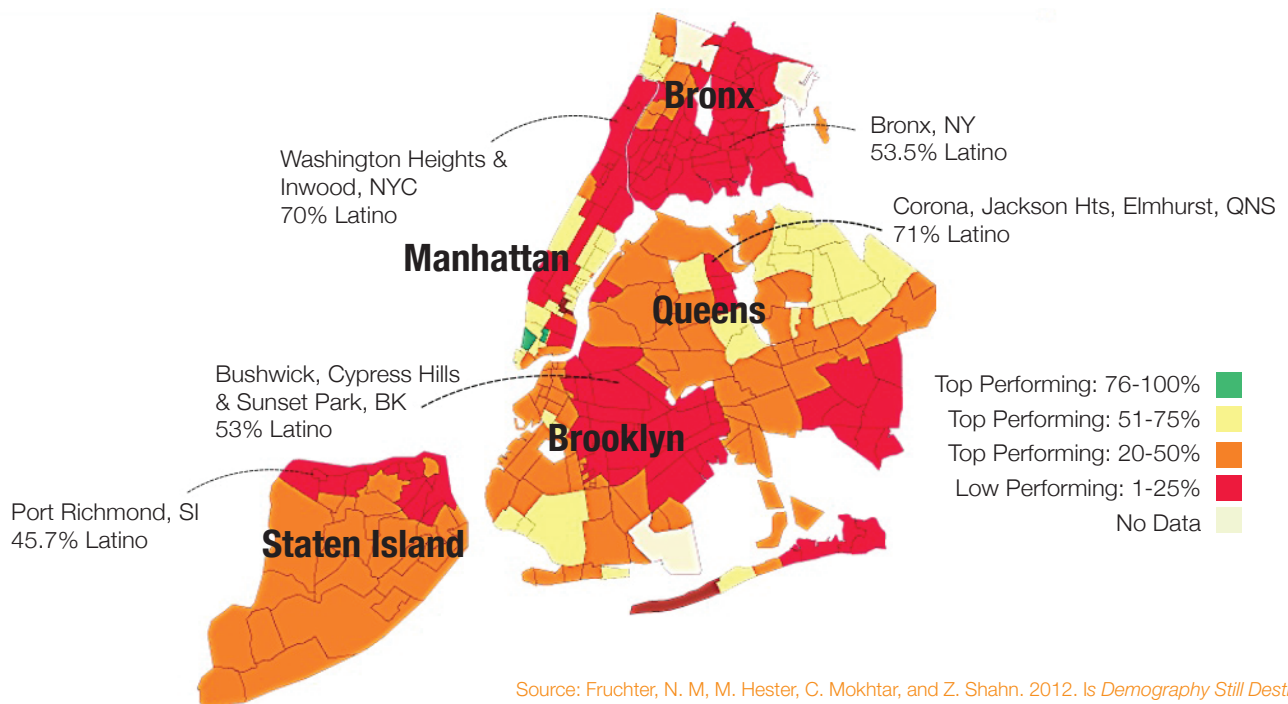 Bronx
Bronx, NY
53.5% Latino
Washington Heights &
Inwood, NYC
70% Latino
Corona, Jackson Hts, Elmhurst, QNS
71% Latino
Manhattan
Queens
Bushwick, Cypress Hills
& Sunset Park, BK
53% Latino
Brooklyn
Top Performing: 76-100%
Top Performing: 51-75%
Top Performing: 20-50%
Low Performing: 1-25%
No Data
Port Richmond, SI
45.7% Latino
Staten Island
Source: Fruchter, N. M, M. Hester, C. Mokhtar, and Z. Shahn. 2012. Is Demography Still